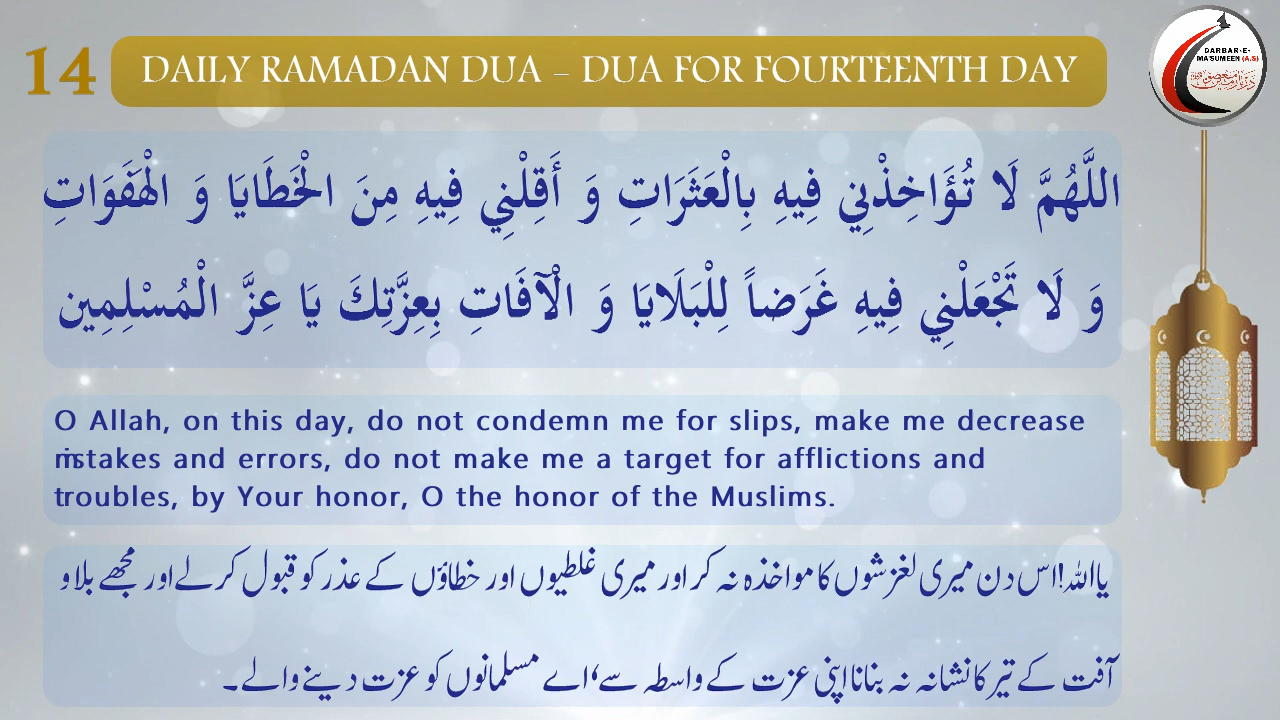 14
DAILY RAMADAN DUA – DUA FOR FOURTEENTH DAY
DARBAR-E-
MA'SUMEEN (A.S)
اللَّهُمَّ لَا تُؤَاخِذْنِي فِيهِ بِالْعَثَرَاتِ وَ أَقِلْنِي فِيهِ مِنَ الْخَطَايَا وَ الْهَفَوَاتِ
وَ لَا تَجْعَلْنِي فِيهِ غَرَضاً لِلْبَلَايَا وَ الْآفَاتِ بِعِزَّتِكَ يَا عِزَّ الْمُسْلِمِين
O Allah, on this day, do not condemn me for slips, make me decrease
mistakes and errors, do not make me a target for afflictions and
troubles, by Your honor, O the honor of the Muslims.
یااللہ!اس دن میری لغزشوں کا مواخذہ نہ کر اور میری غلطیوں اور خطاؤں کے عذر کو قبول کر لے اور مجھے بلا و
آفت کے تیر کا نشانہ نہ بنانا اپنی عزت کے واسطہ سے، اے مسلمانوں کو عزت دینے والے۔